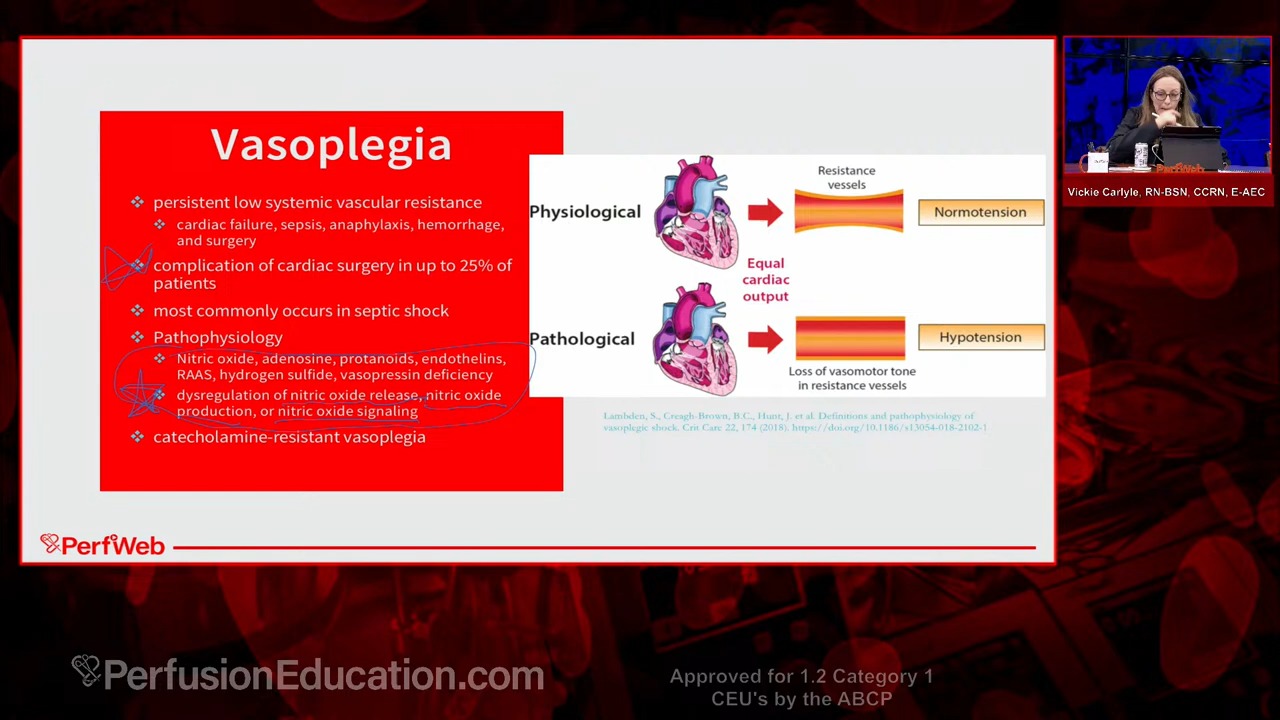 Vasoplegia
persistent low systemic vascular resistance
cardiac failure, sepsis, anaphylaxis, hemorrhage,
and surgery
complication of cardiac surgery in up to 25% of
patients
most commonly occurs in septic shock
Pathophysiology
Nitric oxide, adenosine, protanoids, endothelins,
RAAS, hydrogen sulfide, vasopressin deficiency
dysregulation of nitric oxide release, nitric oxide
production, or nitric oxide signaling
catecholamine-resistant vasoplegia
Physiological
Resistance
vessels
Normotension
Equal
cardiac
output
Pathological
Hypotension
Loss of vasomotor tone
in resistance vessels
Lambden, S., Creagh-Brown, B.C., Hunt, J. et al. Definitions and pathophysiology of
vasoplegic shock. Crit Care 22, 174 (2018). https://doi.org/10.1186/s13054-018-2102-1
PerfWeb
PerfWeb
Vickie Carlyle, RN-BSN, CCRN, E-AEC
PerfusionEducation.com
Approved for 1.2 Category 1
CEU's by the ABCP